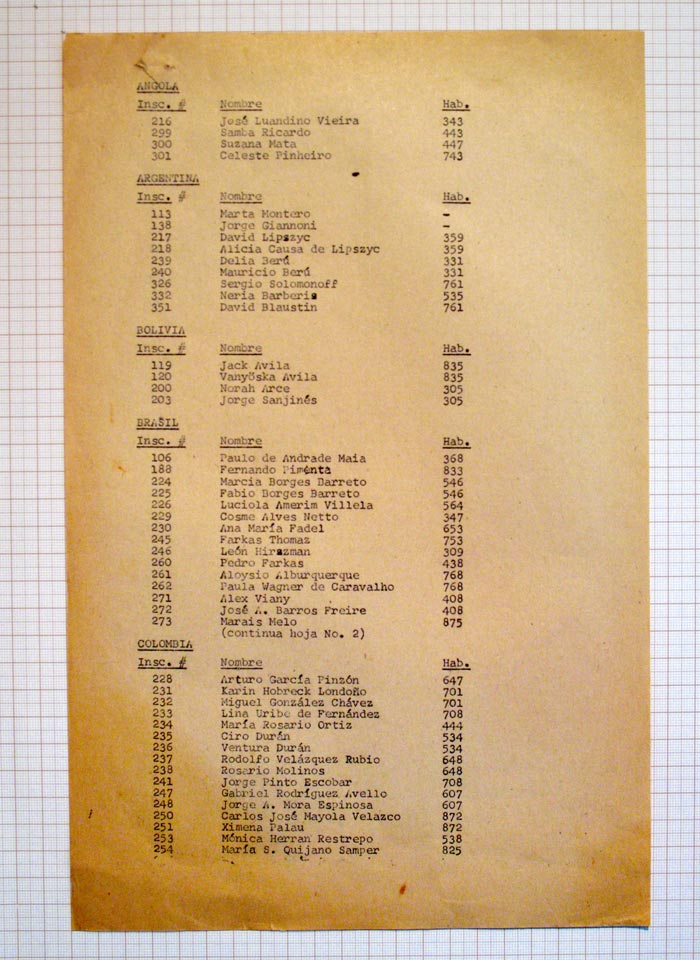 ANGOLA
Insc. # Nombre Hab.
216 José Luandino Vieira 343
299 Samba Ricardo 443
300 Suzana Mata 447
301 Celeste Pinheiro 743
ARGENTINA
Insc. # Nombre Hab.
113 Marta Montero -
138 Jorge Giannoni -
217 David Lipszyc 359
218 Alicia Causa de Lipszyc 359
239 Delia Berú 331
240 Mauricio Berú 331
326 Sergio Solomonoff 761
332 Neria Barberis 535
351 David Blaustin 761
BOLIVIA
Insc. # Nombre Hab.
119 Jack Avila 835
120 Vanyöska Avila 835
200 Norah Arce 305
203 Jorge Sanjinés 305
BRASIL
Insc. # Nombre Hab.
106 Paulo de Andrade Maia 368
188 Fernando Pimenta 833
224 Marcia Borges Barreto 546
225 Fabio Borges Barreto 546
226 Luciola Amerim Villela 564
229 Cosme Alves Netto 347
230 Ana María Fadel 653
245 Farkas Thomaz 753
246 León Hirszman 309
260 Pedro Farkas 438
261 Aloysio Alburquerque 768
262 Paula Wagner de Caravalho 768
271 Alex Viany 408
272 José A. Barros Freire 408
273 Marais Melo 875
(continua hoja No. 2)
COLOMBIA
Insc. # Nombre Hab.
228 Arturo García Pinzón 647
231 Karin Hobreck Londoño 701
232 Miguel González Chávez 701
233 Lina Uribe de Fernández 708
234 María Rosario Ortiz 444
235 Ciro Durán 534
236 Ventura Durán 534
237 Rodolfo Velázquez Rubio 648
238 Rosario Molinos 648
241 Jorge Pinto Escobar 708
247 Gabriel Rodríguez Avello 607
248 Jorge A. Mora Espinosa 607
250 Carlos José Mayola Velazco 872
251 Ximena Palau 872
253 Mónica Herran Restrepo 538
254 María S. Quijano Samper 825